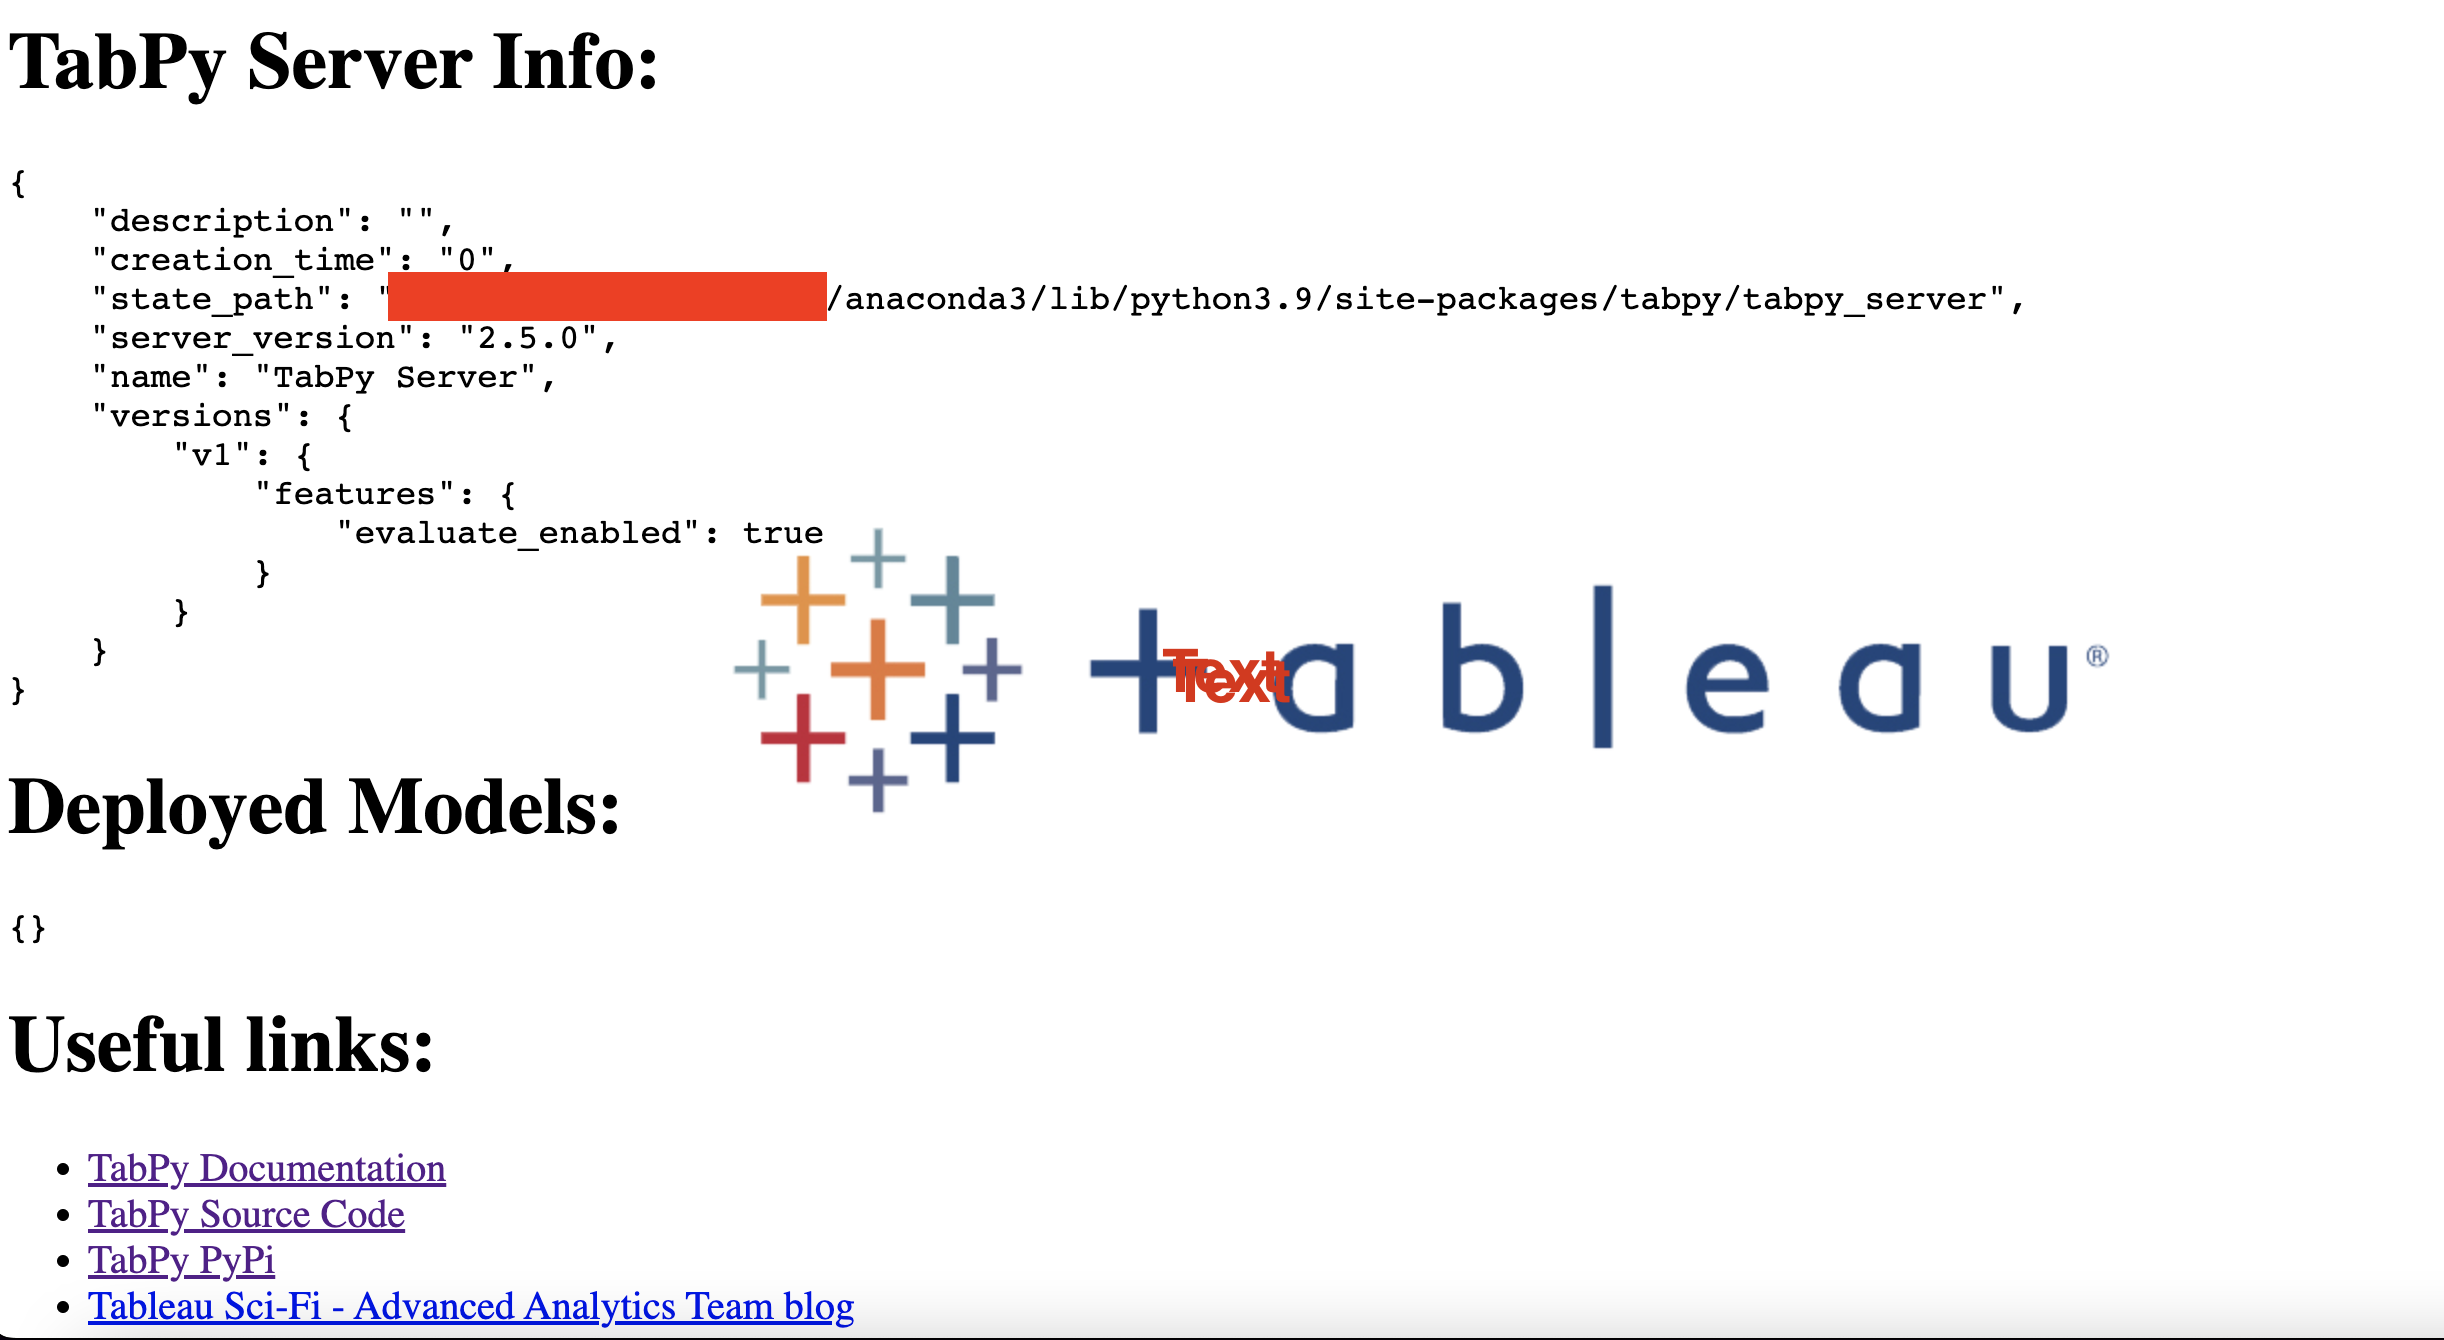 TabPy Server Info:
{
"description": "",
"creation_time": "0",
"state_path": "/anaconda3/lib/python3.9/site-packages/tabpy/tabpy_server",
"server_version": "2.5.0",
"name": "TabPy Server",
"versions": {
"v1": {
"features": {
"evaluate_enabled": true
}
}
}
}
+ableau®
Text
Text
Deployed Models:
{}
Useful links:
• TabPy Documentation
• TabPy Source Code
• TabPy PyPi
• Tableau Sci-Fi - Advanced Analytics Team blog